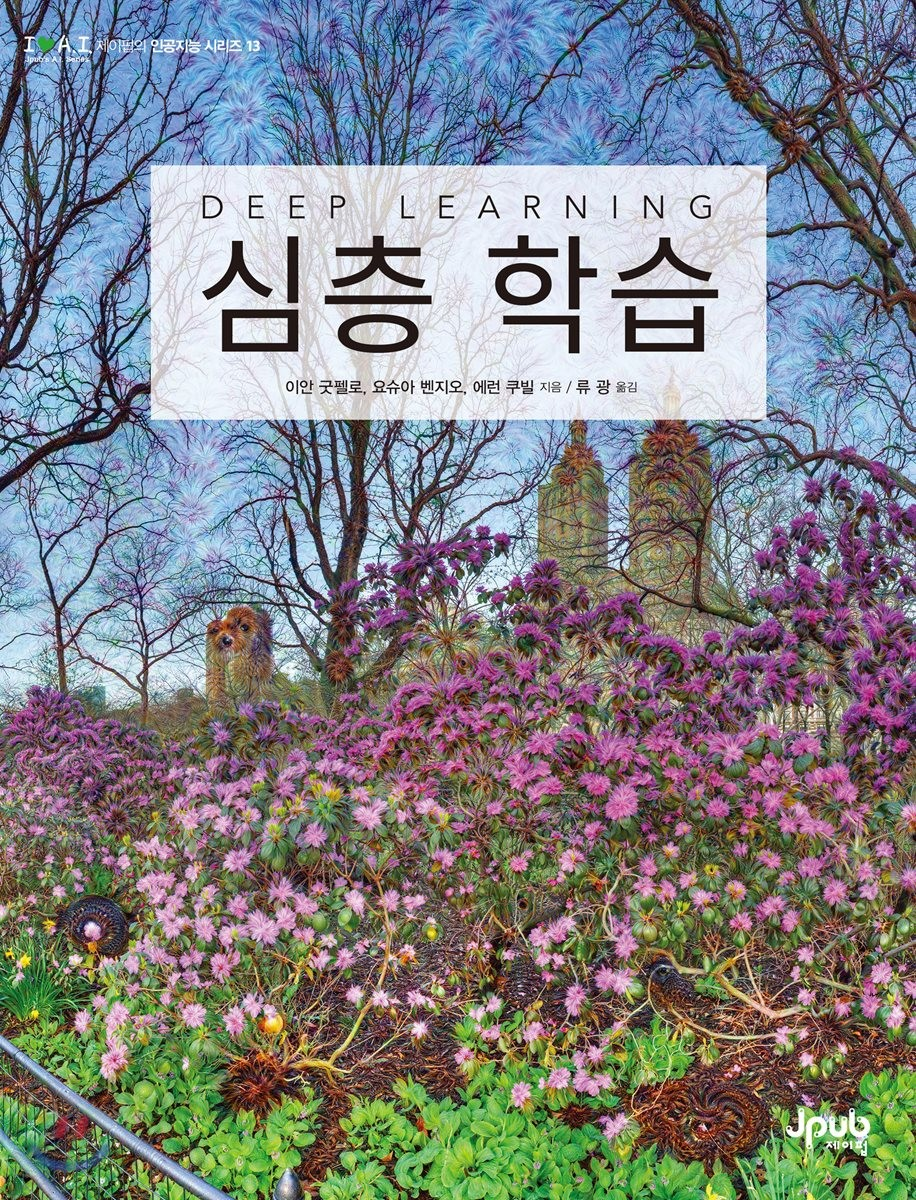 I♥A.I. 제이펍의 인공지능 시리즈 13
Jpub's A.I. Series
DEEP LEARNING
심층 학습
이안 굿펠로, 요슈아 벤지오, 에런 쿠빌 지음 / 류 광 옮김
Jpub
제이펍